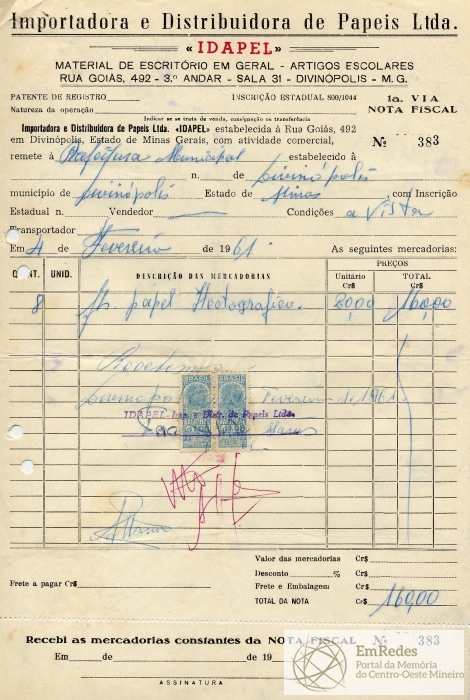 Importadora e Distribuidora de Papeis Ltda.
«IDAPEL»
MATERIAL DE ESCRITÓRIO EM GERAL - ARTIGOS ESCOLARES
RUA GOIÁS, 492 - 3.º ANDAR - SALA 31 - DIVINÓPOLIS - M. G.
PATENTE DE REGISTRO INSCRIÇÃO ESTADUAL 800/1044 1a. VIA
Natureza da operação NOTA FISCAL
Indicar se se trata de venda, consignação ou transferência
Importadora e Distribuidora de Papeis Ltda. «IDAPEL» estabelecida à Rua Goiás, 492
em Divinópolis, Estado de Minas Gerais, com atividade comercial, Nº 383
remete à Prefeitura Municipal estabelecido à
n. de Divinópolis
município de Divinópolis Estado de Minas, com Inscrição
Estadual n. Vendedor Condições a Vista
Transportador
Em 4 de Fevereiro de 1961. As seguintes mercadorias:
QUANT. UNID. DESCRIÇÃO DAS MERCADORIAS PREÇOS
Unitário Cr$ TOTAL Cr$
8 fls. papel Hectografico. 20,00 160,00
Recebemos
Fevereiro de 1961
BRASIL BRASIL
IDAPEL-Imp. e Distr. de Papeis Ltda.
Valor das mercadorias Cr$
Desconto % Cr$
Frete a pagar Cr$ Frete e Embalagem Cr$
TOTAL DA NOTA Cr$ 160,00
Recebi as mercadorias constantes da NOTA FISCAL Nº 383
Em de de 19
ASSINATURA
EmRedes
Portal da Memória
do Centro-Oeste Mineiro